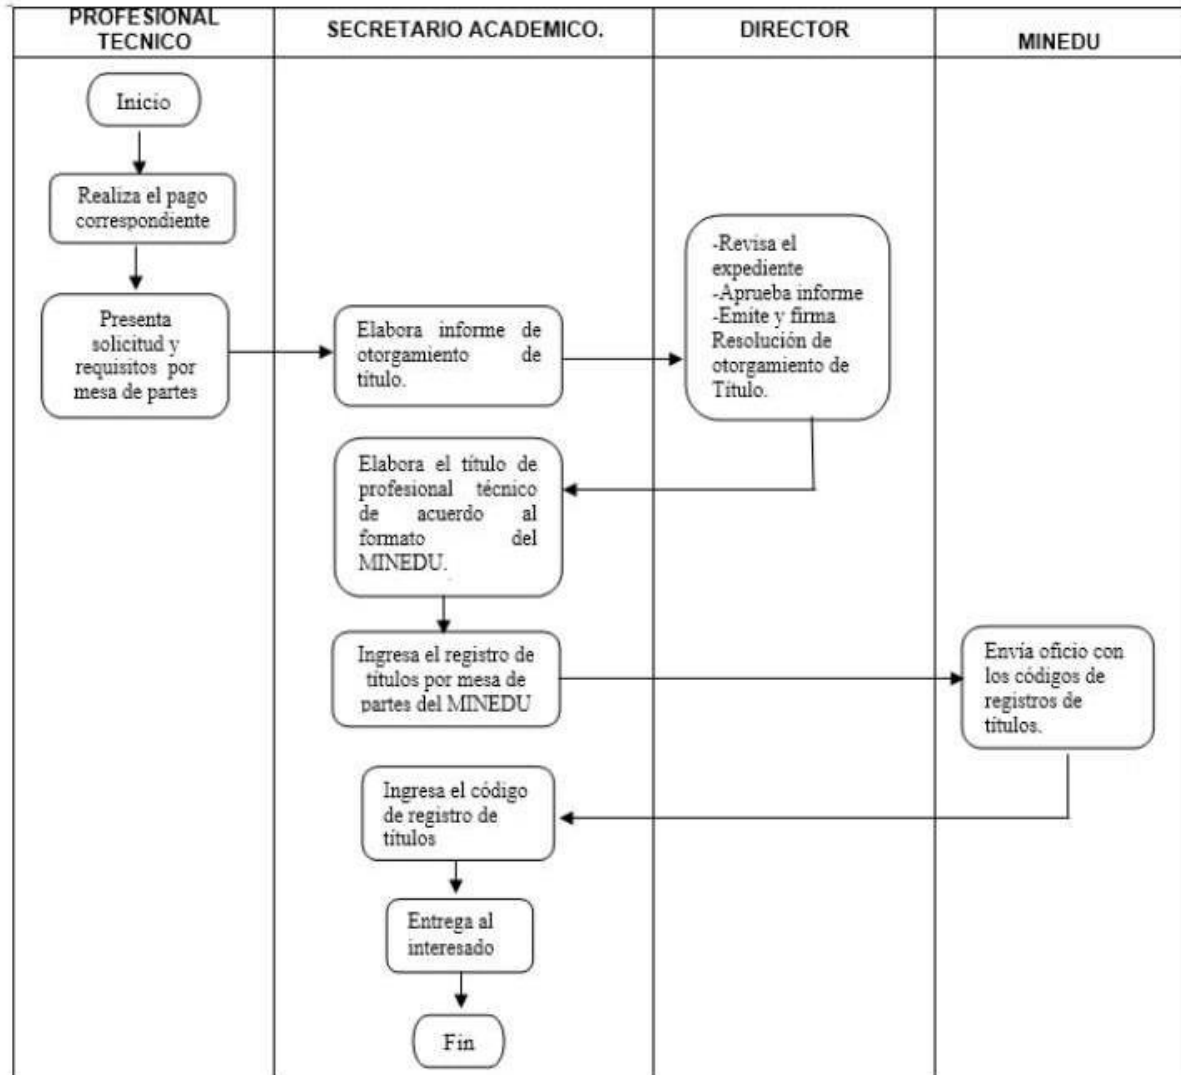 PROFESIONAL
TECNICO
SECRETARIO ACADEMICO.
DIRECTOR
MINEDU
Inicio
Realiza el pago
correspondiente
Presenta
solicitud y
requisitos por
mesa de partes
Elabora informe de
otorgamiento de
título.
-Revisa el
expediente
-Aprueba informe
-Emite y firma
Resolución de
otorgamiento de
Título.
Elabora el título de
profesional técnico
de acuerdo al
formato del
MINEDU.
Ingresa el registro de
títulos por mesa de
partes del MINEDU
Envía oficio con
los códigos de
registros de
títulos.
Ingresa el código
de registro de
títulos
Entrega al
interesado
Fin